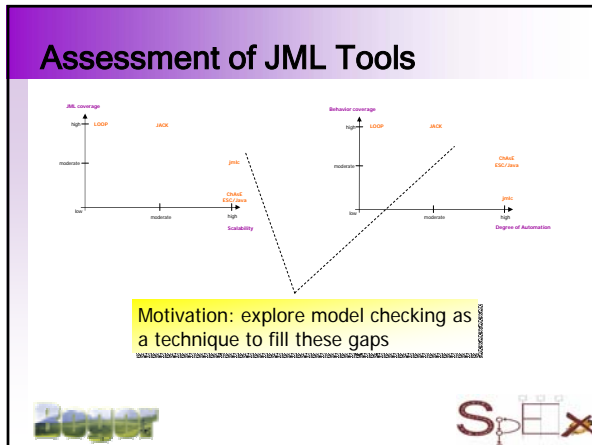 Assessment of JML Tools
JML coverage
high
LOOP
JACK
moderate
jmlc
ChAsE
ESC/Java
low
moderate
high
Scalability
Behavior coverage
high
LOOP
JACK
moderate
ChAsE
ESC/Java
jmlc
low
moderate
high
Degree of Automation
Motivation: explore model checking as
a technique to fill these gaps
Bogor
SpEx